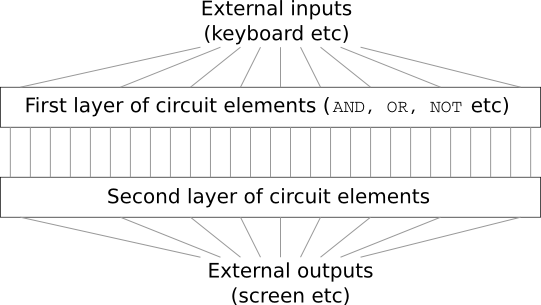 External inputs
(keyboard etc)
First layer of circuit elements (AND, OR, NOT etc)
Second layer of circuit elements
External outputs
(screen etc)